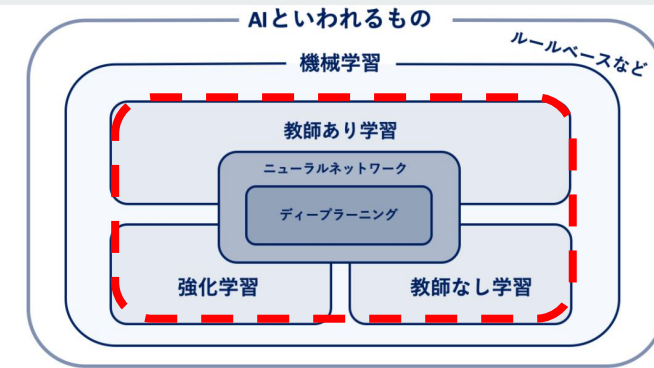 AIといわれるもの
ルールベースなど
機械学習
教師あり学習
ニューラルネットワーク
ディープラーニング
強化学習
教師なし学習